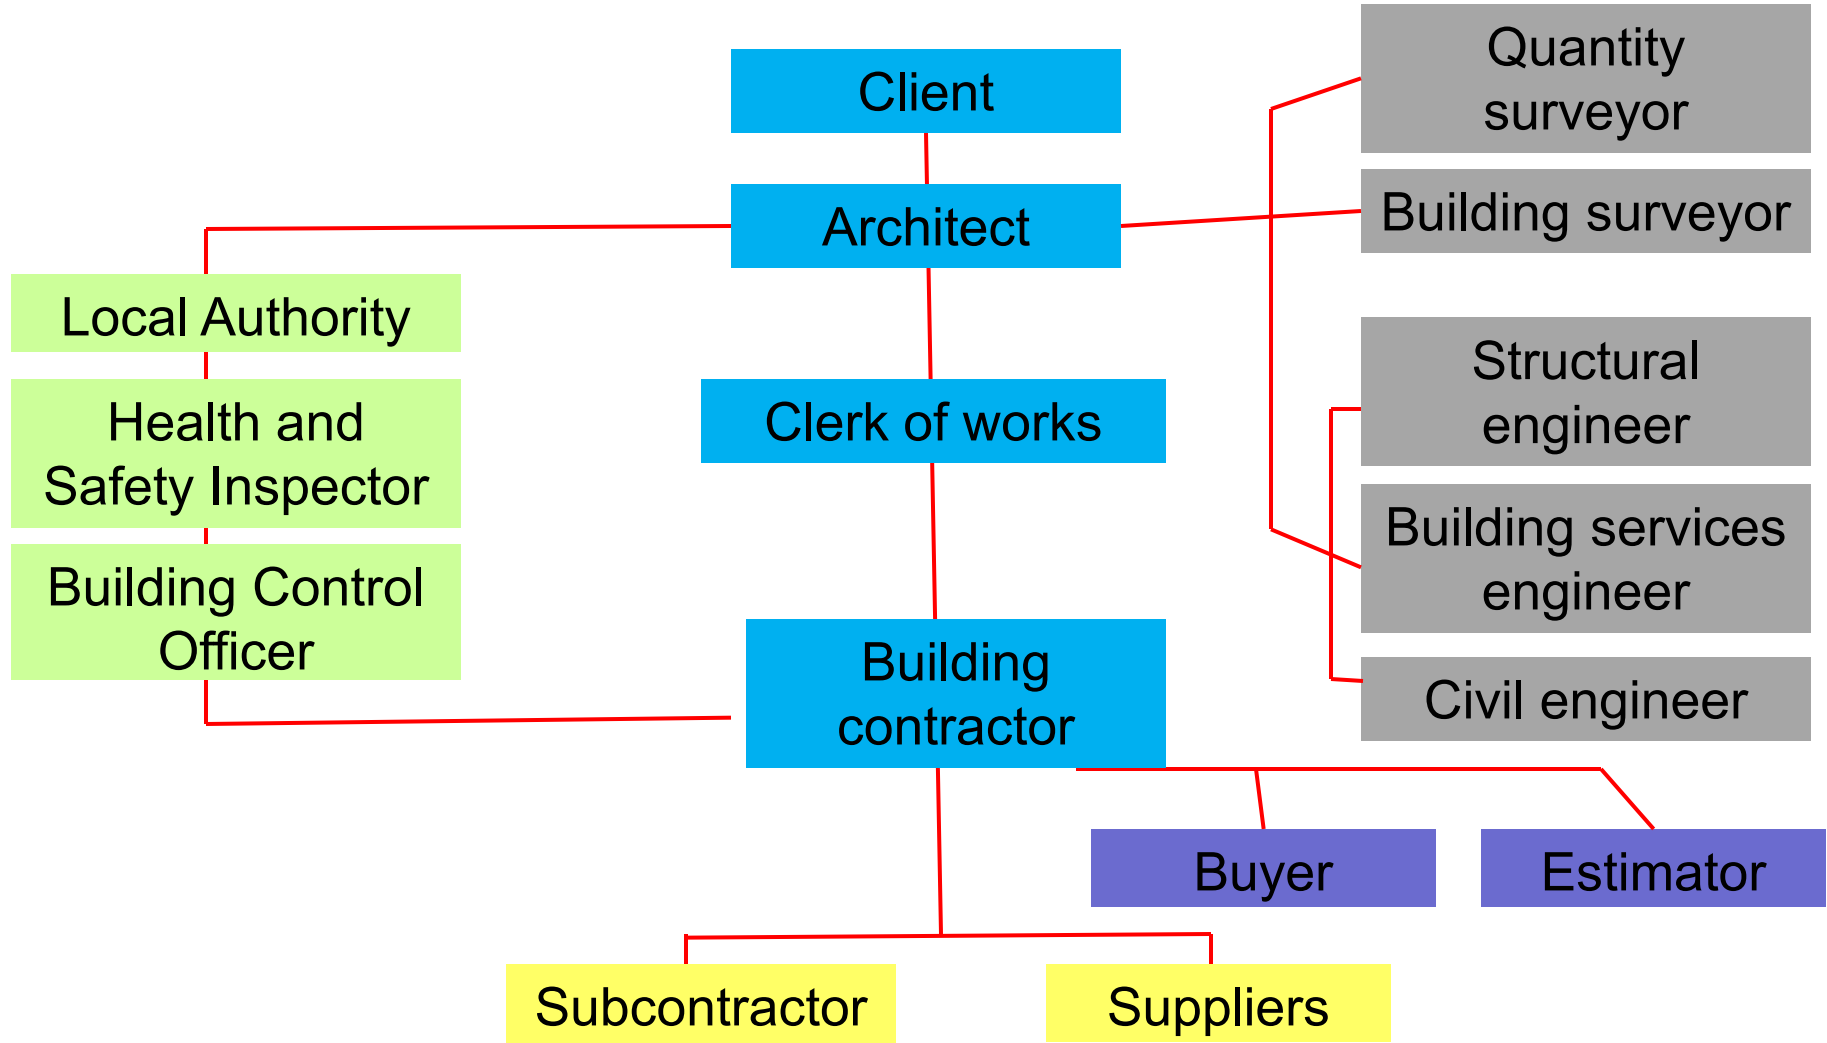 Client
Architect
Clerk of works
Building
contractor
Local Authority
Health and
Safety Inspector
Building Control
Officer
Quantity
surveyor
Building surveyor
Structural
engineer
Building services
engineer
Civil engineer
Buyer
Estimator
Subcontractor
Suppliers